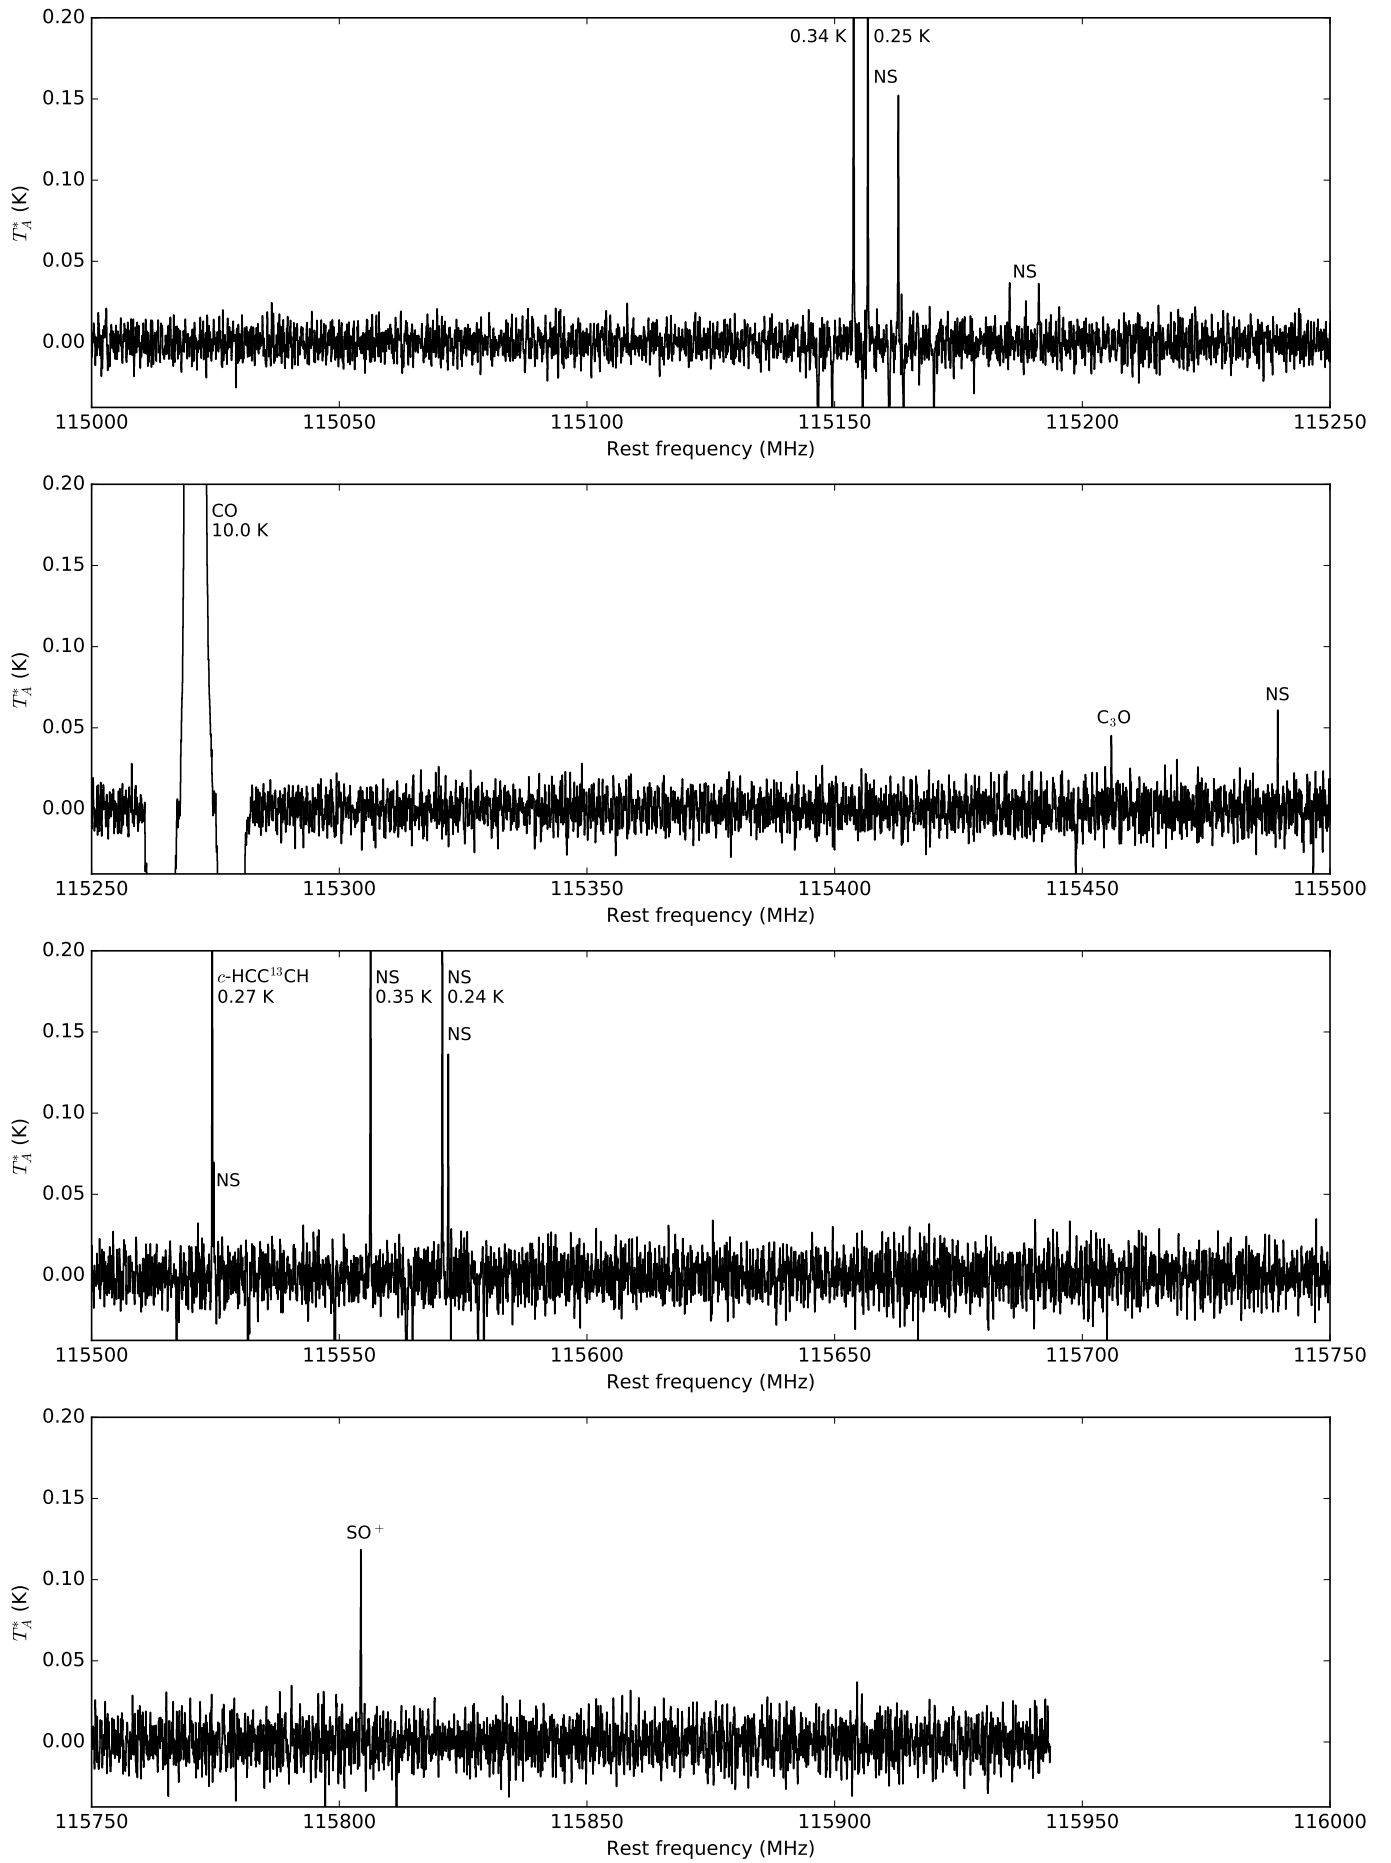 0.20
0.34 K 0.25 K
NS
0.15
0.10
T*A (K)
0.05
NS
0.00
115000 115050 115100 115150 115200 115250
Rest frequency (MHz)
0.20
CO
10.0 K
0.15
0.10
T*A (K)
NS
0.05
C3O
0.00
115250 115300 115350 115400 115450 115500
Rest frequency (MHz)
0.20
c-HCC¹³CH NS NS
0.27 K 0.35 K 0.24 K
0.15
NS
0.10
T*A (K)
NS
0.05
0.00
115500 115550 115600 115650 115700 115750
Rest frequency (MHz)
0.20
0.15
SO⁺
0.10
T*A (K)
0.05
0.00
115750 115800 115850 115900 115950 116000
Rest frequency (MHz)